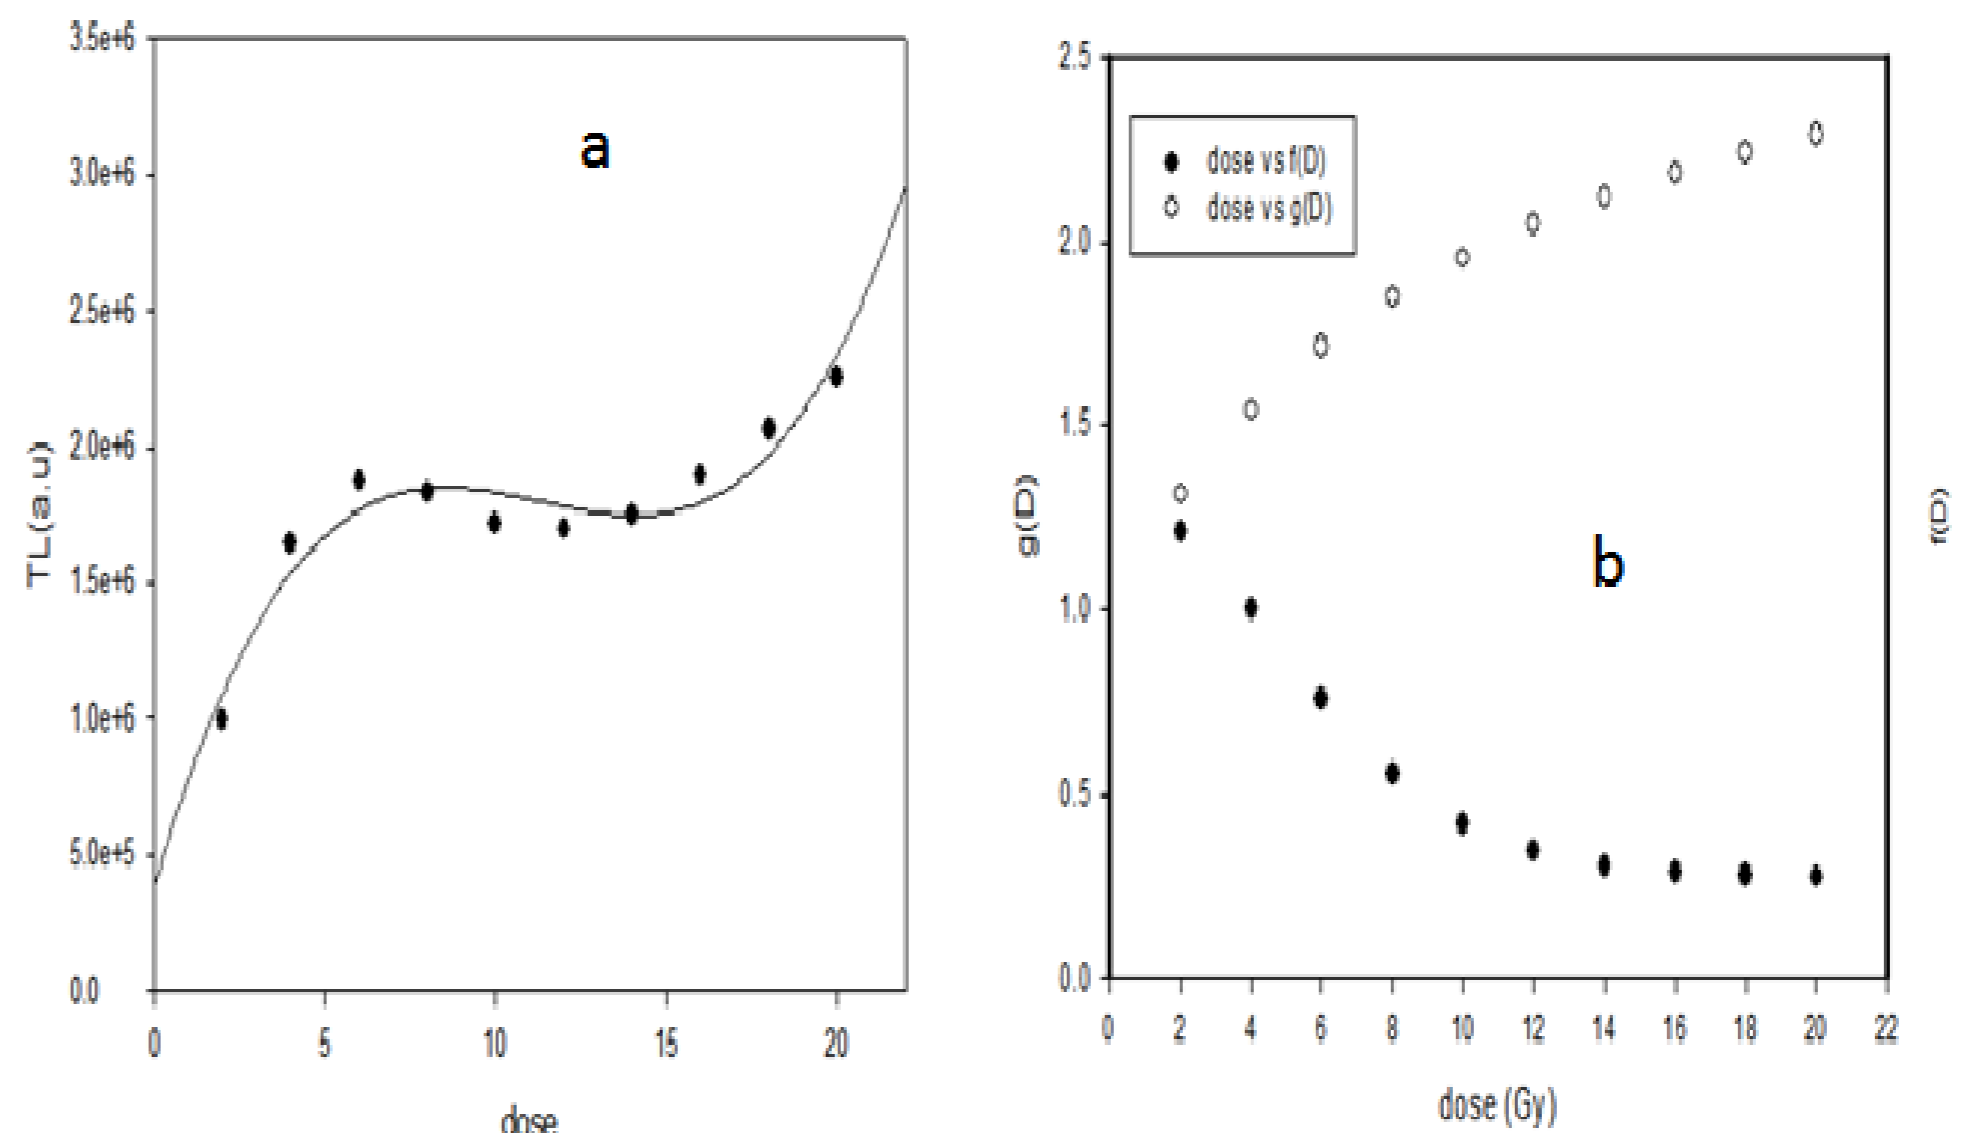 3.5e+6
3.0e+6
2.5e+6
2.0e+6
1.5e+6
1.0e+6
5.0e+5
0.0
TL(a.u)
a
0 5 10 15 20
dose
2.5
2.0
1.5
1.0
0.5
0.0
g(D)
dose vs f(D)
dose vs g(D)
b
f(D)
0 2 4 6 8 10 12 14 16 18 20 22
dose (Gy)